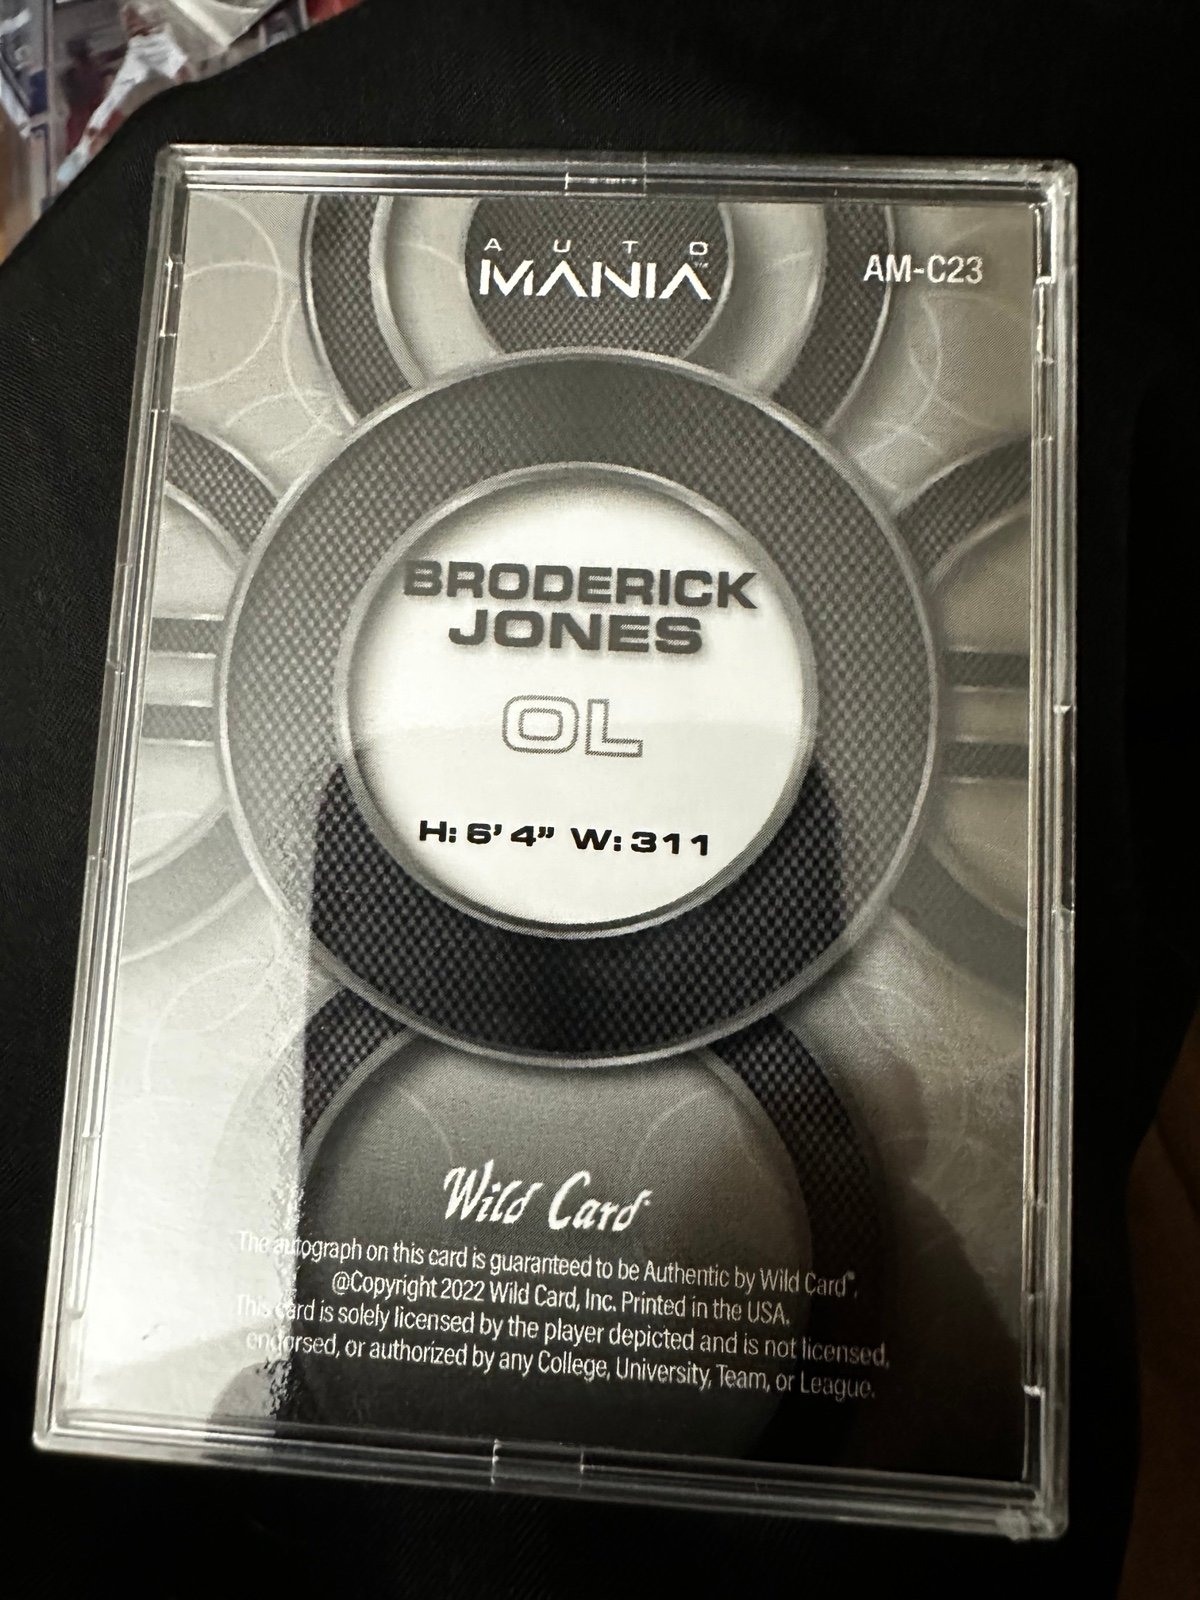 AUTO
MANIA™
AM-C23
BRODERICK
JONES
OL
H: 6' 4" W: 311
Wild Card
The autograph on this card is guaranteed to be Authentic by Wild Card®.
@Copyright 2022 Wild Card, Inc. Printed in the USA.
This card is solely licensed by the player depicted and is not licensed,
endorsed, or authorized by any College, University, Team, or League.